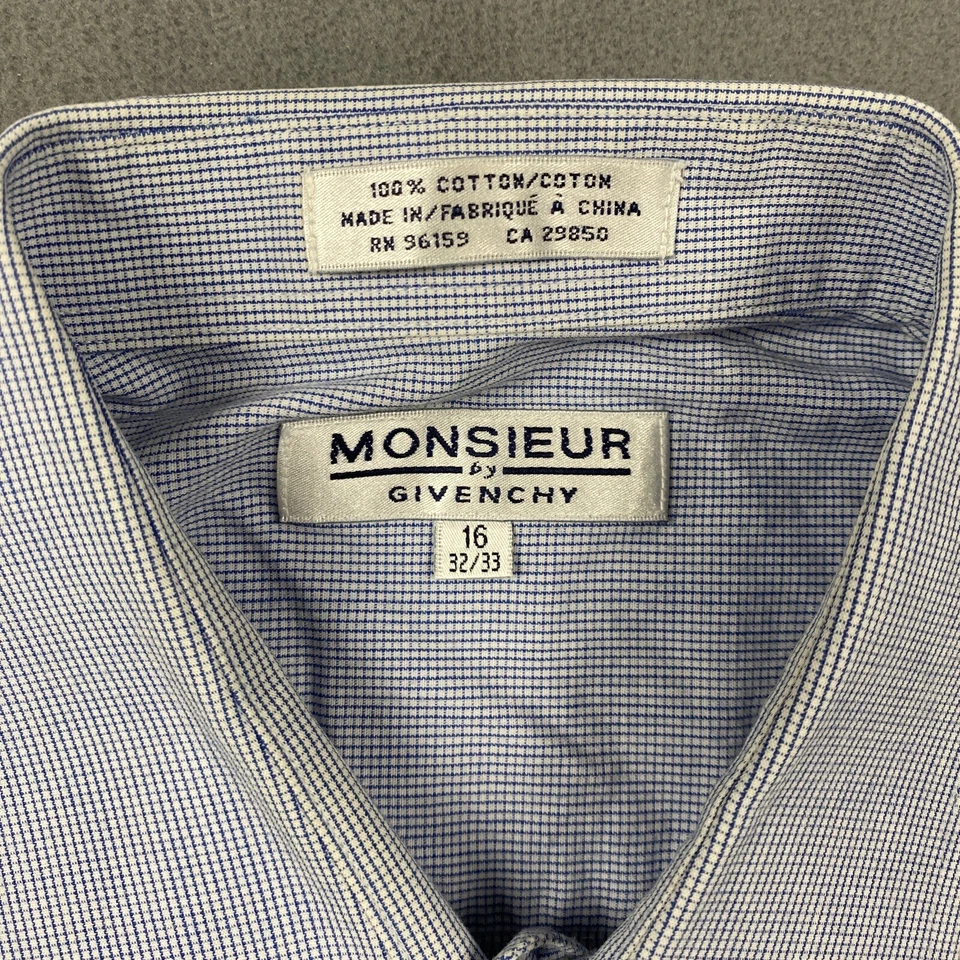 100% COTTON/COTON
MADE IN/FABRIQUÉ À CHINA
RN 96159 CA 29850
MONSIEUR
by
GIVENCHY
16
32/33